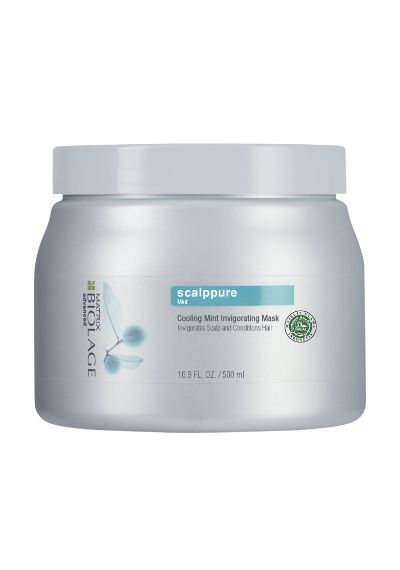 scalppure
Mint
Cooling Mint Invigorating Mask
Invigorates Scalp and Conditions Hair
16.9 FL. OZ. / 500 ml
MATRIX
BIOLAGE
advanced